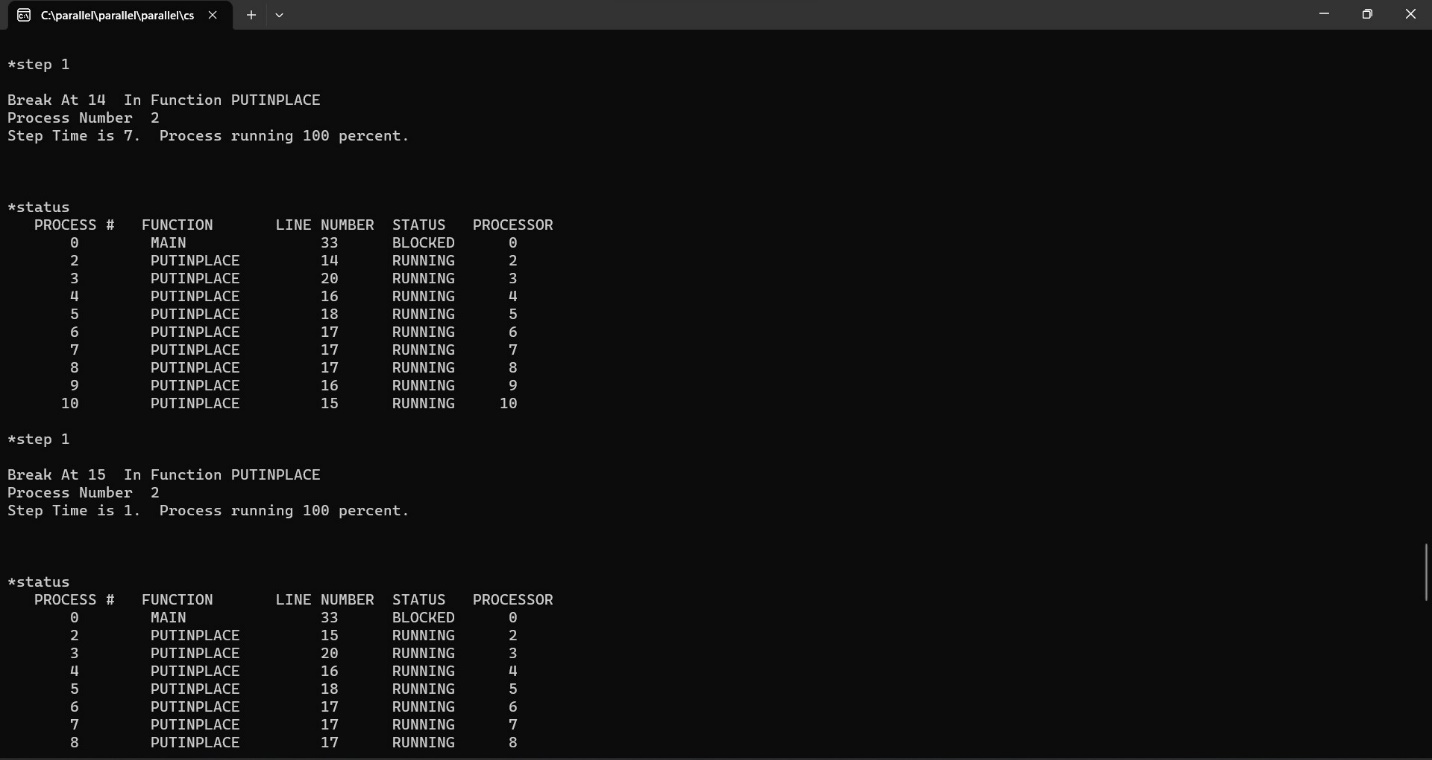 C:\parallel\parallel\parallel\cs
*step 1
Break At 14  In Function PUTINPLACE
Process Number  2
Step Time is 7.  Process running 100 percent.
*status
   PROCESS #   FUNCTION       LINE NUMBER  STATUS   PROCESSOR
       0        MAIN               33      BLOCKED      0
       2        PUTINPLACE         14      RUNNING      2
       3        PUTINPLACE         20      RUNNING      3
       4        PUTINPLACE         16      RUNNING      4
       5        PUTINPLACE         18      RUNNING      5
       6        PUTINPLACE         17      RUNNING      6
       7        PUTINPLACE         17      RUNNING      7
       8        PUTINPLACE         17      RUNNING      8
       9        PUTINPLACE         16      RUNNING      9
      10        PUTINPLACE         15      RUNNING     10
*step 1
Break At 15  In Function PUTINPLACE
Process Number  2
Step Time is 1.  Process running 100 percent.
*status
   PROCESS #   FUNCTION       LINE NUMBER  STATUS   PROCESSOR
       0        MAIN               33      BLOCKED      0
       2        PUTINPLACE         15      RUNNING      2
       3        PUTINPLACE         20      RUNNING      3
       4        PUTINPLACE         16      RUNNING      4
       5        PUTINPLACE         18      RUNNING      5
       6        PUTINPLACE         17      RUNNING      6
       7        PUTINPLACE         17      RUNNING      7
       8        PUTINPLACE         17      RUNNING      8